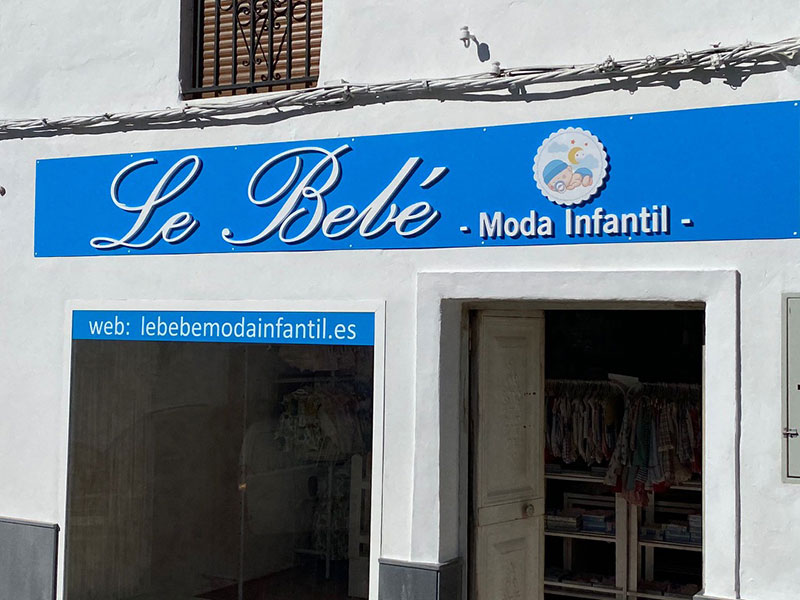 Le Bebé
- Moda Infantil -
web: lebebemodainfantil.es